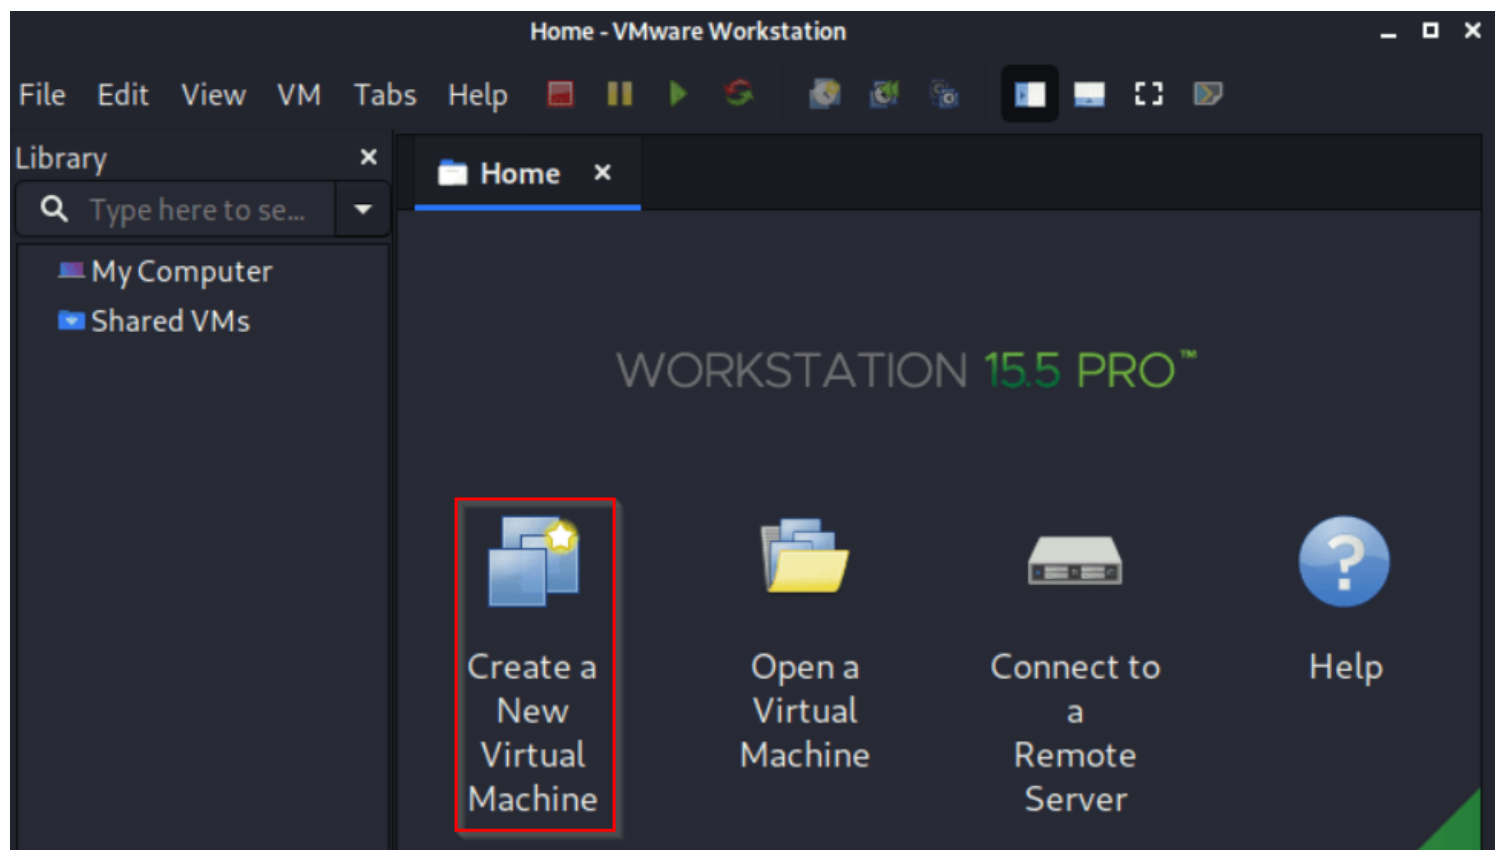 Home - VMware Workstation
File Edit View VM Tabs Help
Library
Home
Type here to se...
My Computer
Shared VMs
WORKSTATION 15.5 PRO™
Create a
New
Virtual
Machine
Open a
Virtual
Machine
Connect to
a
Remote
Server
Help